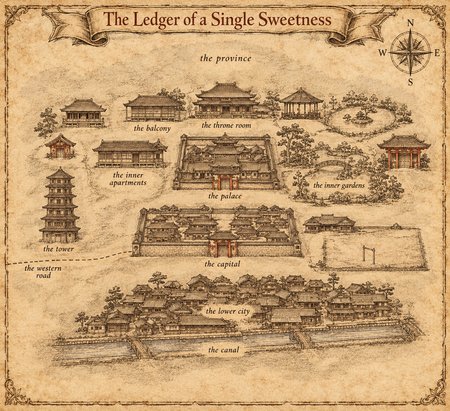 The Ledger of a Single Sweetness
N
W E
S
the province
the balcony
the throne room
the inner
apartments
the palace
the inner gardens
the tower
the western
road
the capital
the lower city
the canal